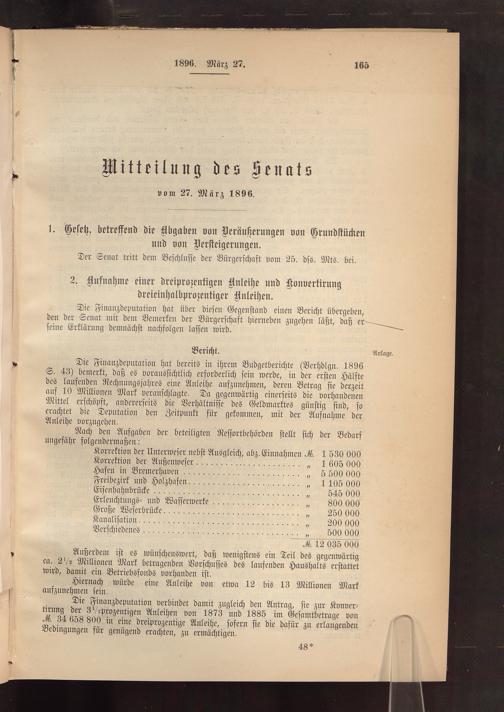 1896. März 27.
165
Mitteilung des Senats
vom 27. März 1896.
1. Gesetz, betreffend die Abgaben von Veräußerungen von Grundstücken
und von Versteigerungen.
Der Senat tritt dem Beschlusse der Bürgerschaft vom 25. dss. Mts. bei.
2. Aufnahme einer dreiprozentigen Anleihe und Konvertirung
dreieinhalbprozentiger Anleihen.
Die Finanzdeputation hat über diesen Gegenstand einen Bericht übergeben,
den der Senat mit dem Bemerken der Bürgerschaft hierneben zugehen läßt, daß er
seine Erklärung demnächst nachfolgen lassen wird.
Bericht.
Anlage.
Die Finanzdeputation hat bereits in ihrem Budgetberichte (Verhdlgn. 1896
S. 43) bemerkt, daß es voraussichtlich erforderlich sein werde, in der ersten Hälfte
des laufenden Rechnungsjahres eine Anleihe aufzunehmen, deren Betrag sie derzeit
auf 10 Millionen Mark veranschlagte. Da gegenwärtig einerseits die vorhandenen
Mittel erschöpft, andererseits die Verhältnisse des Geldmarktes günstig sind, so
erachtet die Deputation den Zeitpunkt für gekommen, mit der Aufnahme der
Anleihe vorzugehen.
Nach den Aufgaben der beteiligten Ressortbehörden stellt sich der Bedarf
ungefähr folgendermaßen:
Korrektion der Unterweser nebst Ausgleich, abz. Einnahmen M. 1 530 000
Korrektion der Außenweser . . . . . . . . . . . . . . . . . . „ 1 605 000
Hafen in Bremerhaven . . . . . . . . . . . . . . . . . . „ 5 500 000
Freibezirk und Holzhafen . . . . . . . . . . . . . . . . . . „ 1 105 000
Eisenbahnbrücke . . . . . . . . . . . . . . . . . . „ 545 000
Erleuchtungs- und Wasserwerke . . . . . . . . . . . . . . . „ 800 000
Große Weserbrücke . . . . . . . . . . . . . . . . . . „ 250 000
Kanalisation . . . . . . . . . . . . . . . . . . „ 200 000
Verschiedenes . . . . . . . . . . . . . . . . . . „ 500 000
M. 12 035 000
Außerdem ist es wünschenswert, daß wenigstens ein Teil des gegenwärtig
ca. 2½ Millionen Mark betragenden Vorschusses des laufenden Haushalts erstattet
wird, damit ein Betriebsfonds vorhanden ist.
Hiernach würde eine Anleihe von etwa 12 bis 13 Millionen Mark
aufzunehmen sein.
Die Finanzdeputation verbindet damit zugleich den Antrag, sie zur Konver-
tirung der 3½prozentigen Anleihen von 1873 und 1885 im Gesamtbetrage von
M. 34 658 800 in eine dreiprozentige Anleihe, sofern sie die dafür zu erlangenden
Bedingungen für genügend erachten, zu ermächtigen.
48*